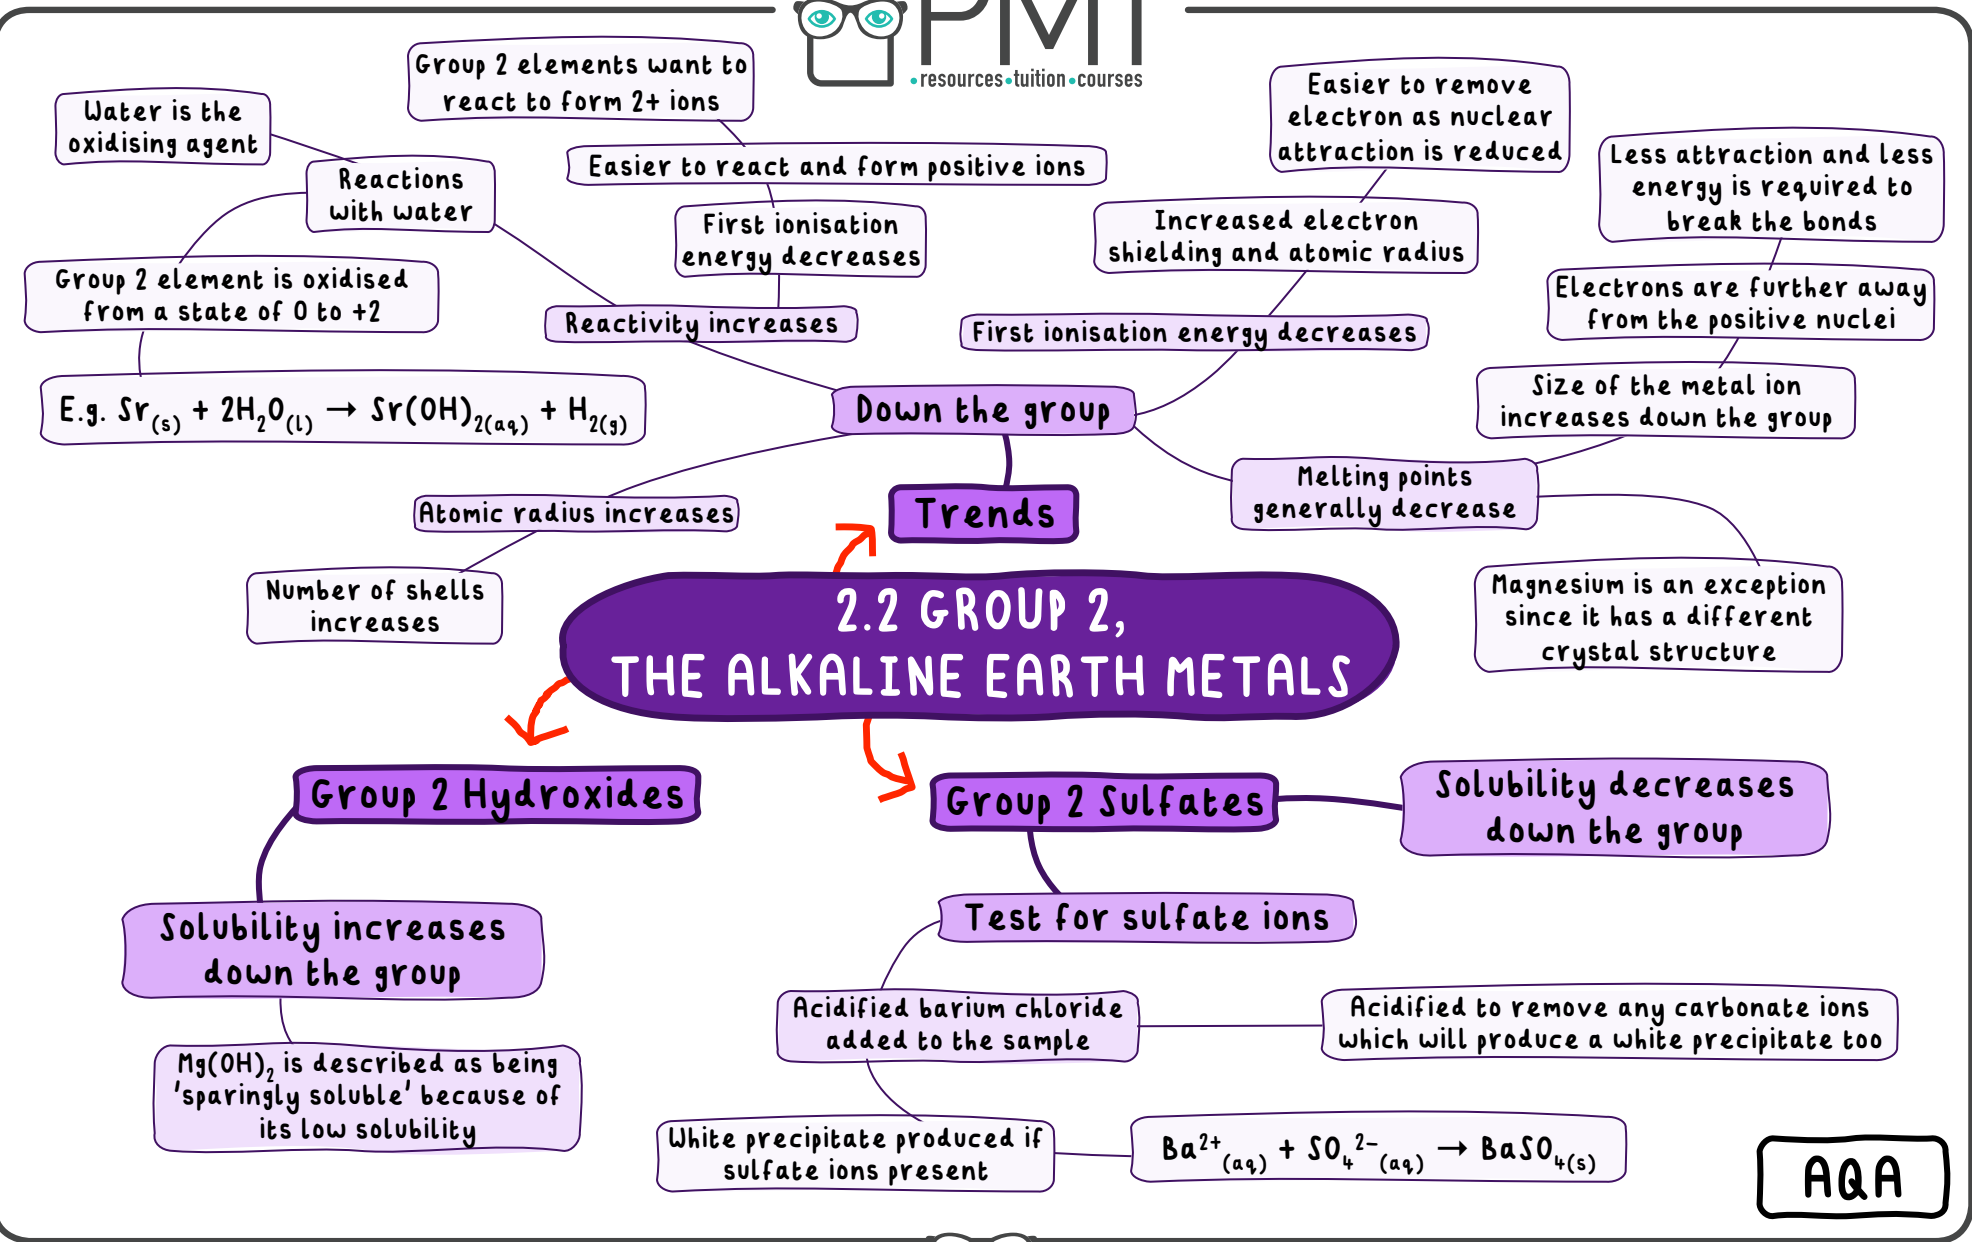 PMT
•resources•tuition•courses
Group 2 elements want to
react to form 2+ ions
Water is the
oxidising agent
Easier to react and form positive ions
Reactions
with water
First ionisation
energy decreases
Group 2 element is oxidised
from a state of 0 to +2
Reactivity increases
E.g. Sr(s) + 2H2O(l) → Sr(OH)2(aq) + H2(g)
Easier to remove
electron as nuclear
attraction is reduced
Increased electron
shielding and atomic radius
First ionisation energy decreases
Less attraction and less
energy is required to
break the bonds
Electrons are further away
from the positive nuclei
Size of the metal ion
increases down the group
Down the group
Melting points
generally decrease
Trends
Atomic radius increases
Number of shells
increases
Magnesium is an exception
since it has a different
crystal structure
2.2 GROUP 2,
THE ALKALINE EARTH METALS
Group 2 Hydroxides
Solubility increases
down the group
Mg(OH)2 is described as being
'sparingly soluble' because of
its low solubility
Group 2 Sulfates
Solubility decreases
down the group
Test for sulfate ions
Acidified barium chloride
added to the sample
Acidified to remove any carbonate ions
which will produce a white precipitate too
White precipitate produced if
sulfate ions present
Ba²⁺(aq) + SO₄²⁻(aq) → BaSO4(s)
AQA